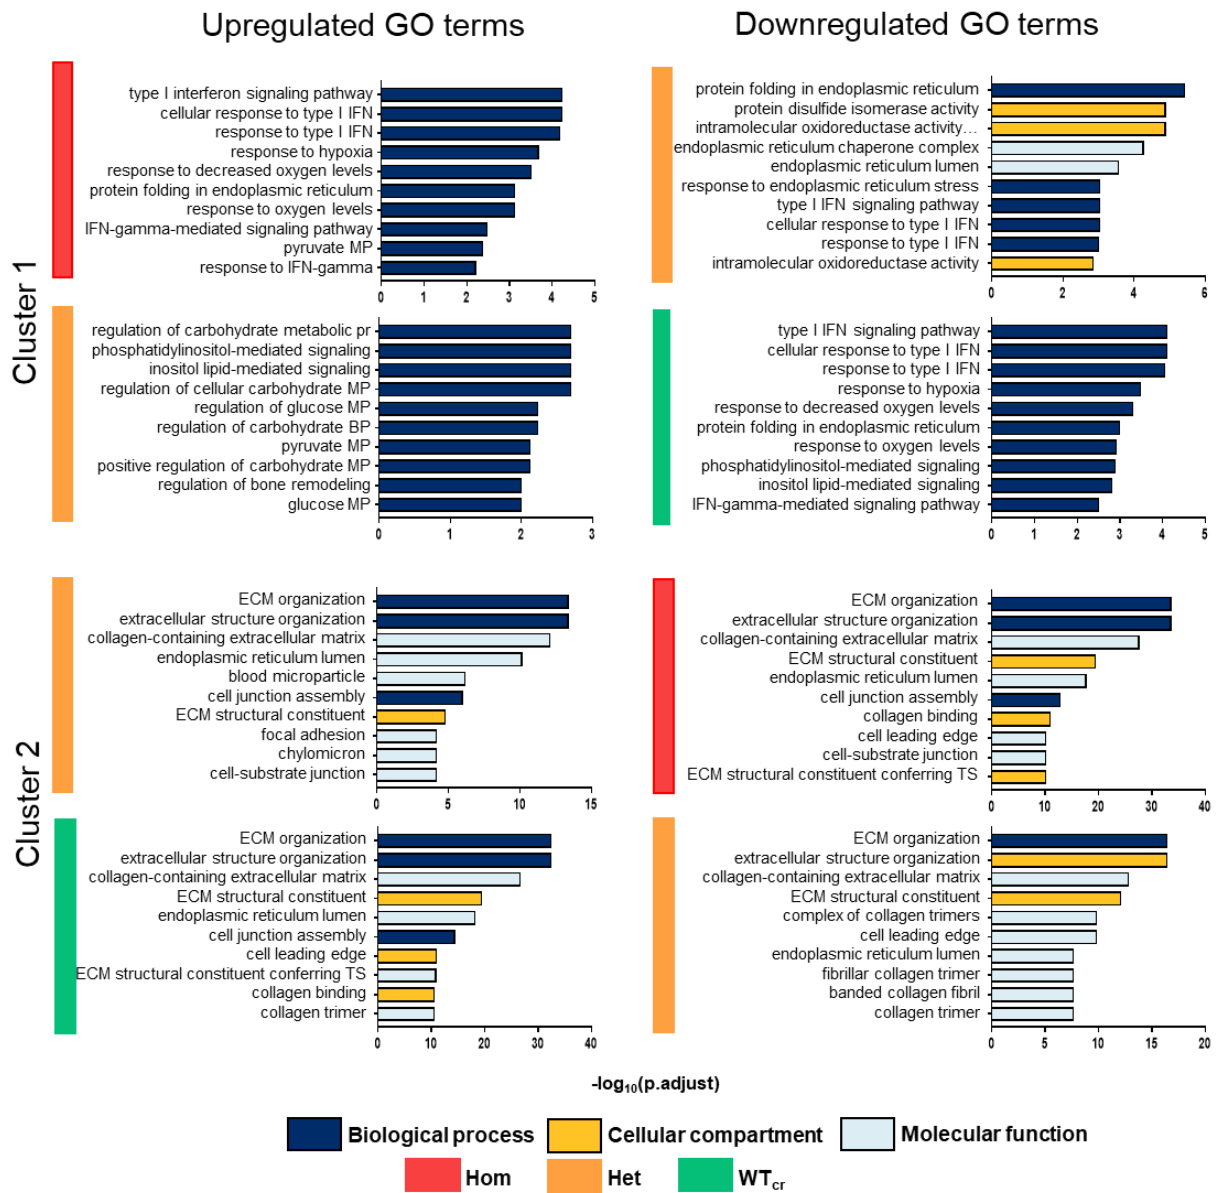 Upregulated GO terms
Downregulated GO terms
Cluster 1
type I interferon signaling pathway
cellular response to type I IFN
response to type I IFN
response to hypoxia
response to decreased oxygen levels
protein folding in endoplasmic reticulum
response to oxygen levels
IFN-gamma-mediated signaling pathway
pyruvate MP
response to IFN-gamma
0 1 2 3 4 5
protein folding in endoplasmic reticulum
protein disulfide isomerase activity
intramolecular oxidoreductase activity…
endoplasmic reticulum chaperone complex
endoplasmic reticulum lumen
response to endoplasmic reticulum stress
type I IFN signaling pathway
cellular response to type I IFN
response to type I IFN
intramolecular oxidoreductase activity
0 2 4 6
regulation of carbohydrate metabolic pr
phosphatidylinositol-mediated signaling
inositol lipid-mediated signaling
regulation of cellular carbohydrate MP
regulation of glucose MP
regulation of carbohydrate BP
pyruvate MP
positive regulation of carbohydrate MP
regulation of bone remodeling
glucose MP
0 1 2 3
type I IFN signaling pathway
cellular response to type I IFN
response to type I IFN
response to hypoxia
response to decreased oxygen levels
protein folding in endoplasmic reticulum
response to oxygen levels
phosphatidylinositol-mediated signaling
inositol lipid-mediated signaling
IFN-gamma-mediated signaling pathway
0 1 2 3 4 5
Cluster 2
ECM organization
extracellular structure organization
collagen-containing extracellular matrix
endoplasmic reticulum lumen
blood microparticle
cell junction assembly
ECM structural constituent
focal adhesion
chylomicron
cell-substrate junction
0 5 10 15
ECM organization
extracellular structure organization
collagen-containing extracellular matrix
ECM structural constituent
endoplasmic reticulum lumen
cell junction assembly
collagen binding
cell leading edge
cell-substrate junction
ECM structural constituent conferring TS
0 10 20 30 40
ECM organization
extracellular structure organization
collagen-containing extracellular matrix
ECM structural constituent
endoplasmic reticulum lumen
cell junction assembly
cell leading edge
ECM structural constituent conferring TS
collagen binding
collagen trimer
0 10 20 30 40
ECM organization
extracellular structure organization
collagen-containing extracellular matrix
ECM structural constituent
complex of collagen trimers
cell leading edge
endoplasmic reticulum lumen
fibrillar collagen trimer
banded collagen fibril
collagen trimer
0 5 10 15 20
-log₁₀(p.adjust)
Biological process Cellular compartment Molecular function
Hom Het WTcr